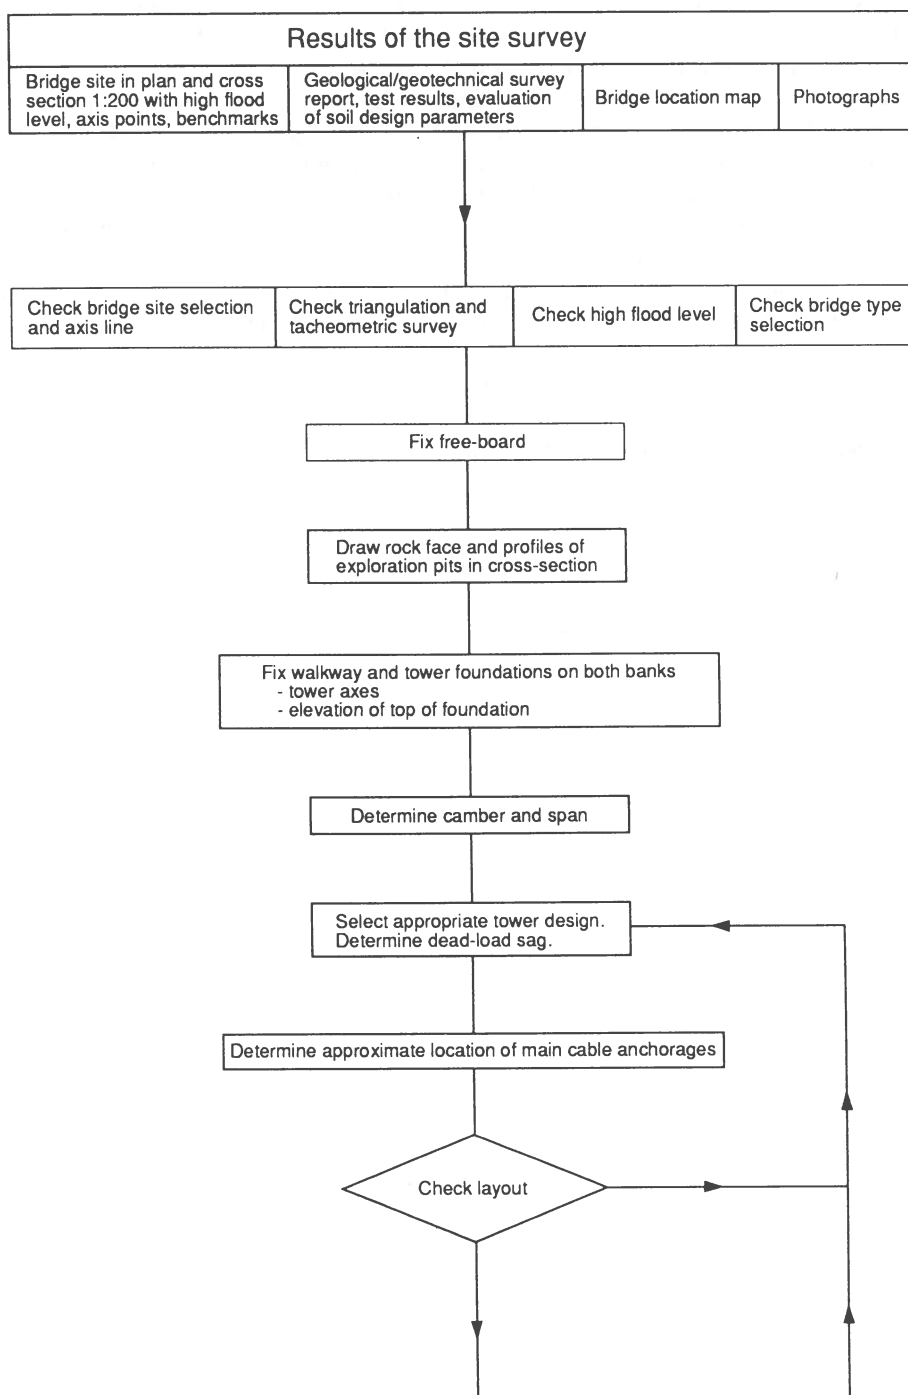 Results of the site survey
Bridge site in plan and cross
section 1:200 with high flood
level, axis points, benchmarks
Geological/geotechnical survey
report, test results, evaluation
of soil design parameters
Bridge location map
Photographs
Check bridge site selection
and axis line
Check triangulation and
tacheometric survey
Check high flood level
Check bridge type
selection
Fix free-board
Draw rock face and profiles of
exploration pits in cross-section
Fix walkway and tower foundations on both banks
- tower axes
- elevation of top of foundation
Determine camber and span
Select appropriate tower design.
Determine dead-load sag.
Determine approximate location of main cable anchorages
Check layout